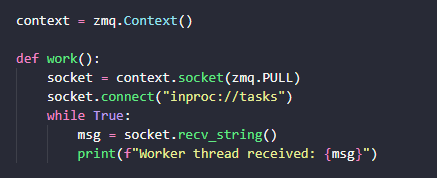 context = zmq.Context()
def work():
    socket = context.socket(zmq.PULL)
    socket.connect("inproc://tasks")
    while True:
        msg = socket.recv_string()
        print(f"Worker thread received: {msg}")